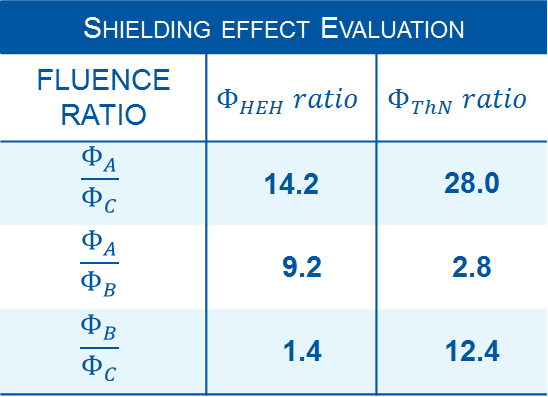 SHIELDING EFFECT EVALUATION
FLUENCE RATIO Φ_HEH ratio Φ_ThN ratio
Φ_A/Φ_C 14.2 28.0
Φ_A/Φ_B 9.2 2.8
Φ_B/Φ_C 1.4 12.4